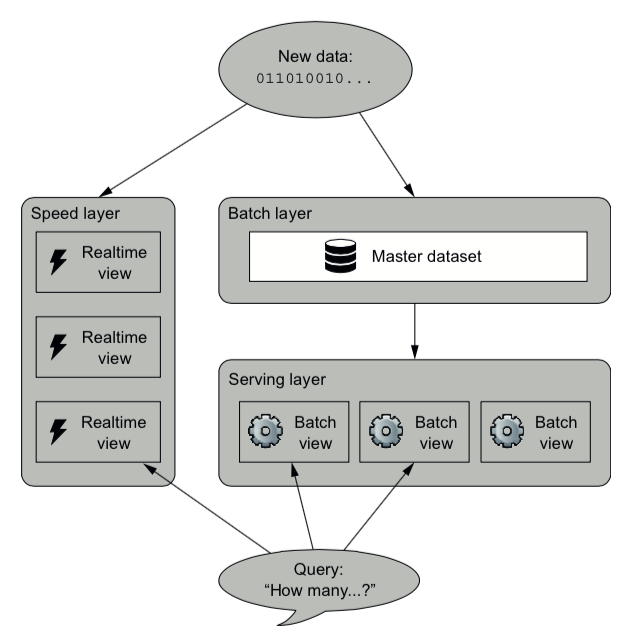 New data:
011010010...
Speed layer
Realtime
view
Realtime
view
Realtime
view
Batch layer
Master dataset
Serving layer
Batch
view
Batch
view
Batch
view
Query:
“How many...?”